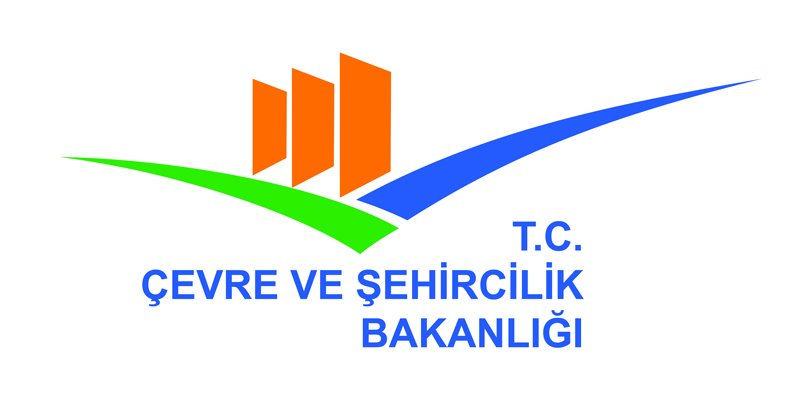 T.C.
ÇEVRE VE ŞEHİRCİLİK
BAKANLIĞI